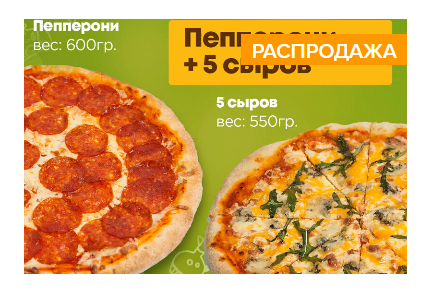 Пепперони
вес: 600гр.
Пепперони
+ 5 сыров
РАСПРОДАЖА
5 сыров
вес: 550гр.